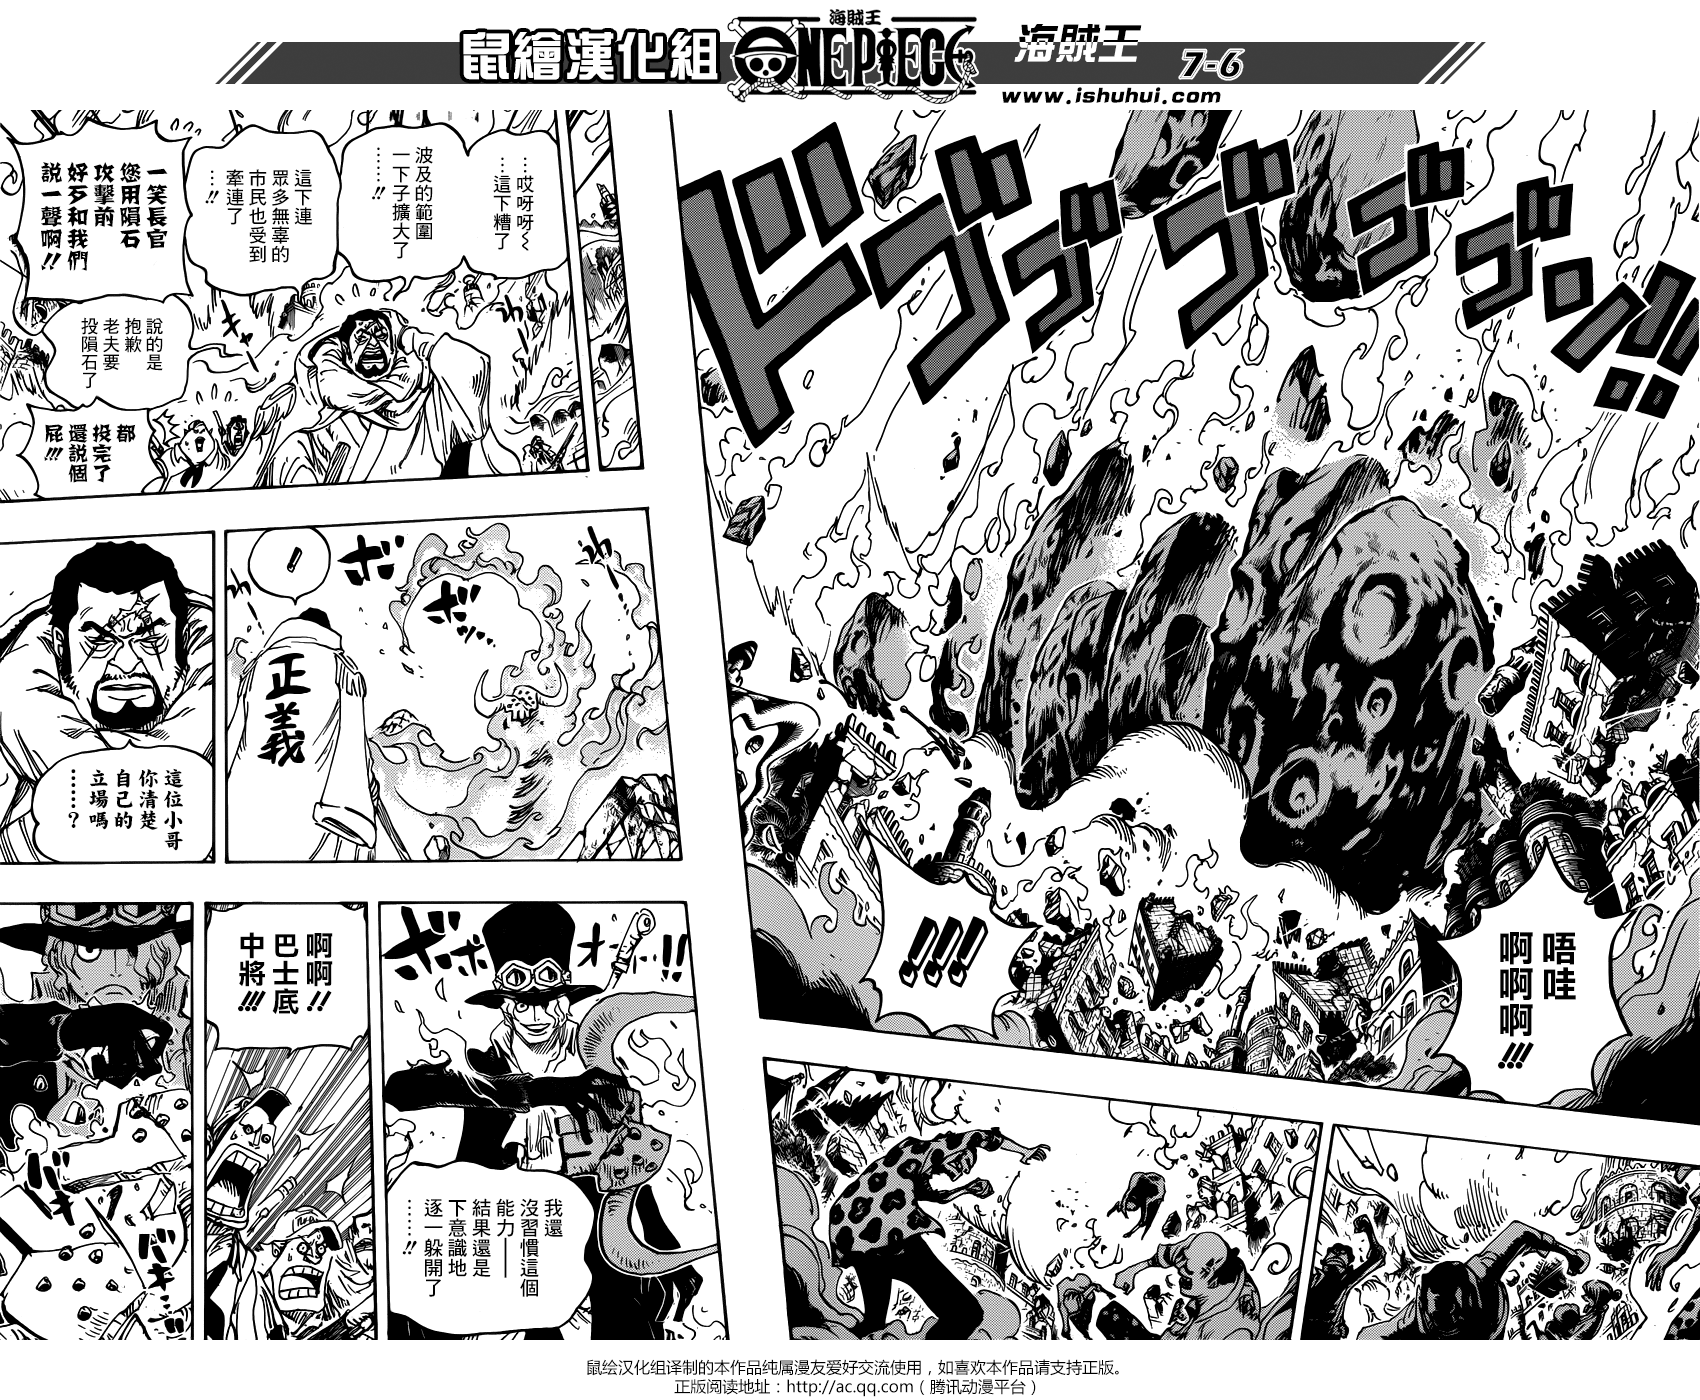 鼠繪漢化組
海賊王
ONE PIECE
海賊王
7-6
www.ishuhui.com
ドゴゴゴゴゴゴン!!
唔哇
啊啊啊!!!!
!!!!
…哎呀呀～
…這下糟了
波及的範圍
一下子擴大了
……!!
這下連
眾多無辜的
市民也受到
牽連了
…!!
一笑長官
您用隕石
攻擊前
好歹和我們
說一聲啊!!
說的是
抱歉
老夫要
投隕石了
都
投完了
還說個
屁!!!
!
ボ
ボッ…
正義
這位小哥
你清楚
自己的
立場嗎
……?
ボボ
オォ!!
我還
沒習慣這個
能力——
結果還是
下意識地
逐一躲開了
……!!
啊啊!!
巴士底
中將!!!
鼠绘汉化组译制的本作品纯属漫友爱好交流使用，如喜欢本作品请支持正版。
正版阅读地址：http://ac.qq.com（腾讯动漫平台）